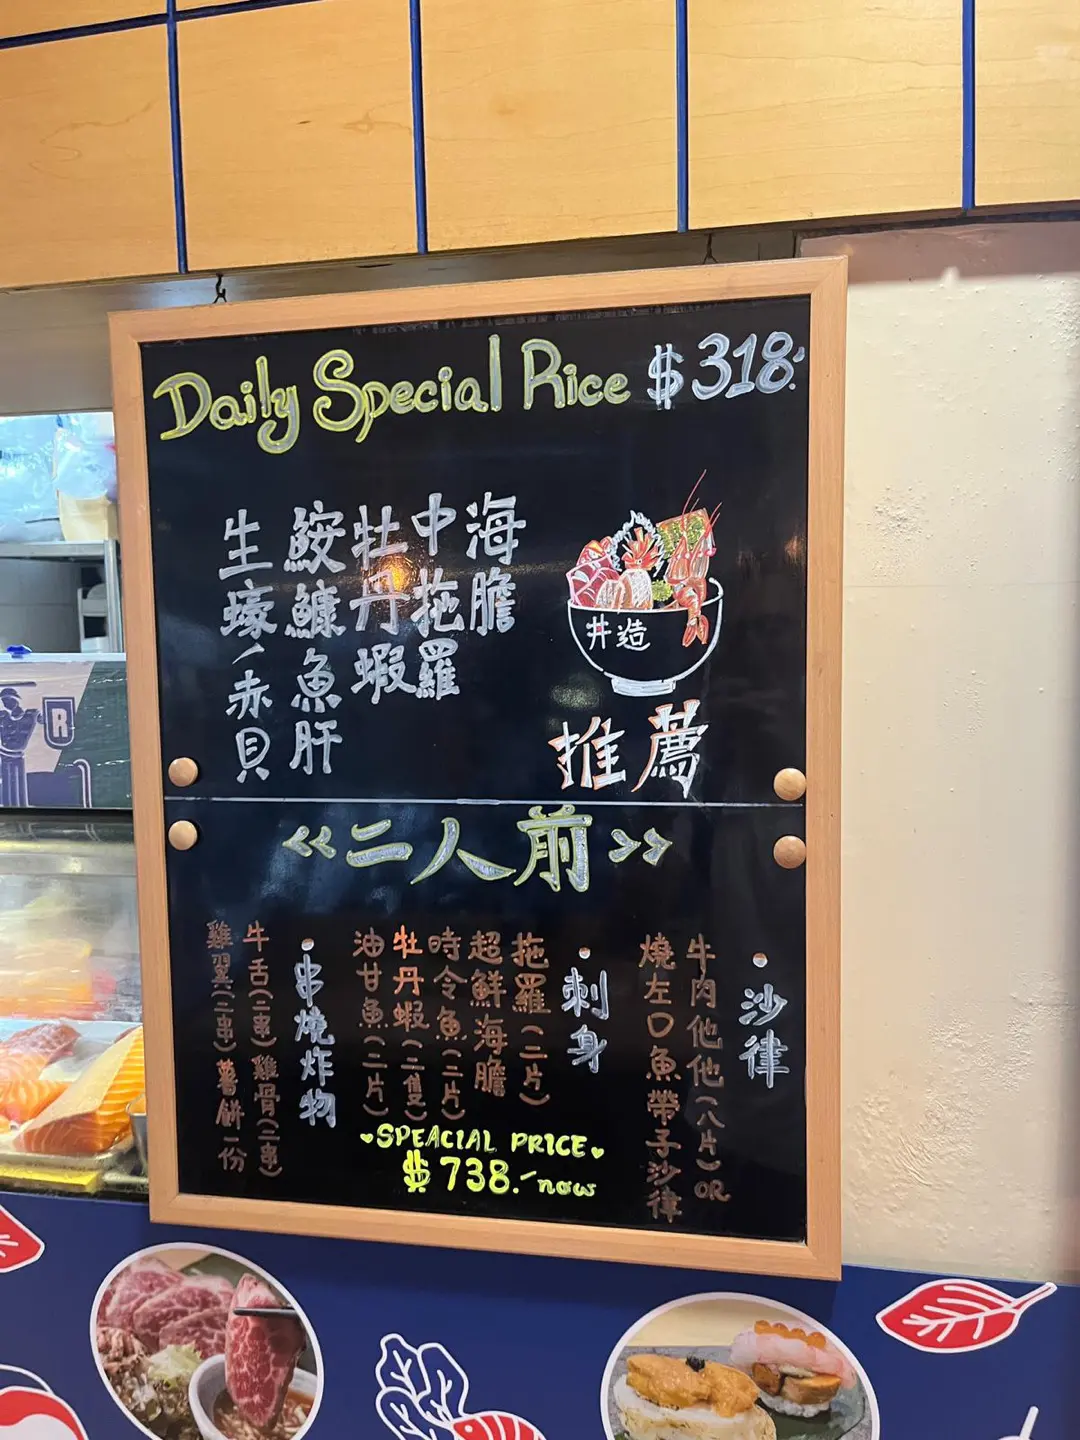 Daily Special Rice $318.-
海膽
中拖羅
牡丹蝦
鮟鱇魚肝
生蠔/赤貝
丼造
推薦
《二人前》
•沙律
牛肉他他(八片)OR
燒左口魚帶子沙律
•刺身
拖羅(二片)
超鮮海膽
時令魚(二片)
牡丹蝦(二隻)
油甘魚(二片)
•串燒炸物
牛舌(二串)雞骨(二串)
雞翼(二串)薯餅一份
SPEACIAL PRICE
$738.- now
R